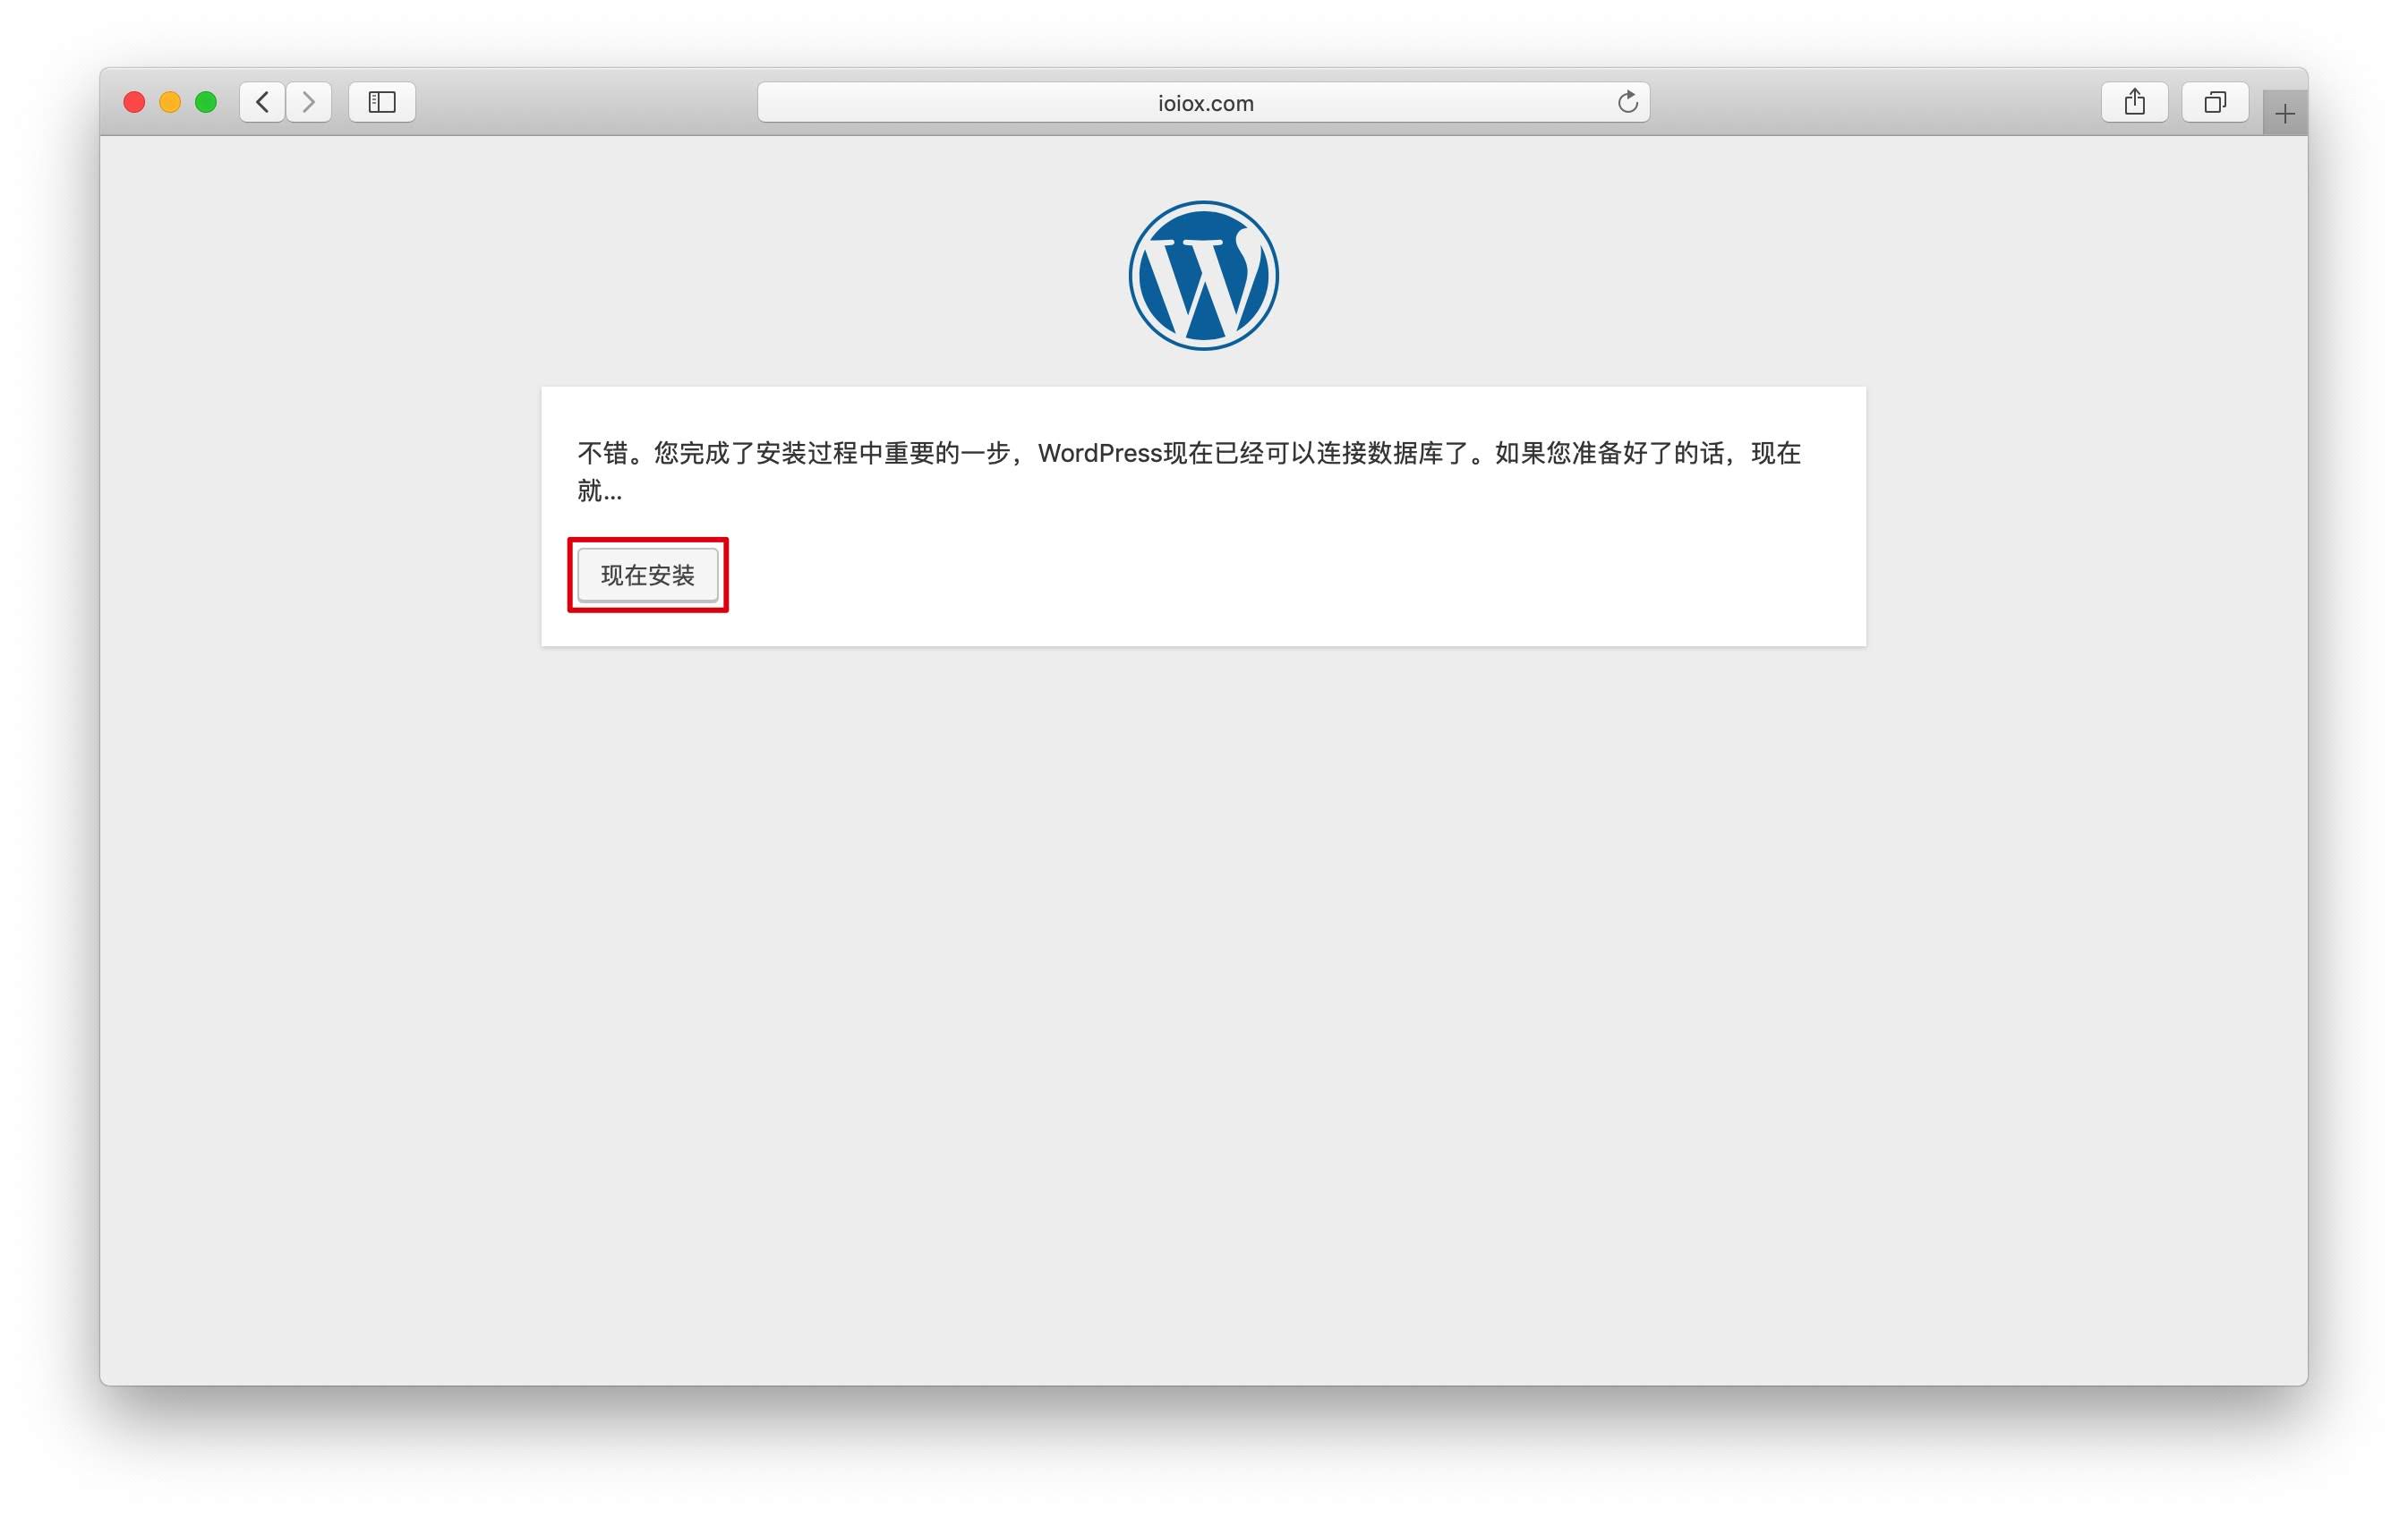 ioiox.com
不错。您完成了安装过程中重要的一步，WordPress现在已经可以连接数据库了。如果您准备好了的话，现在
就...
现在安装